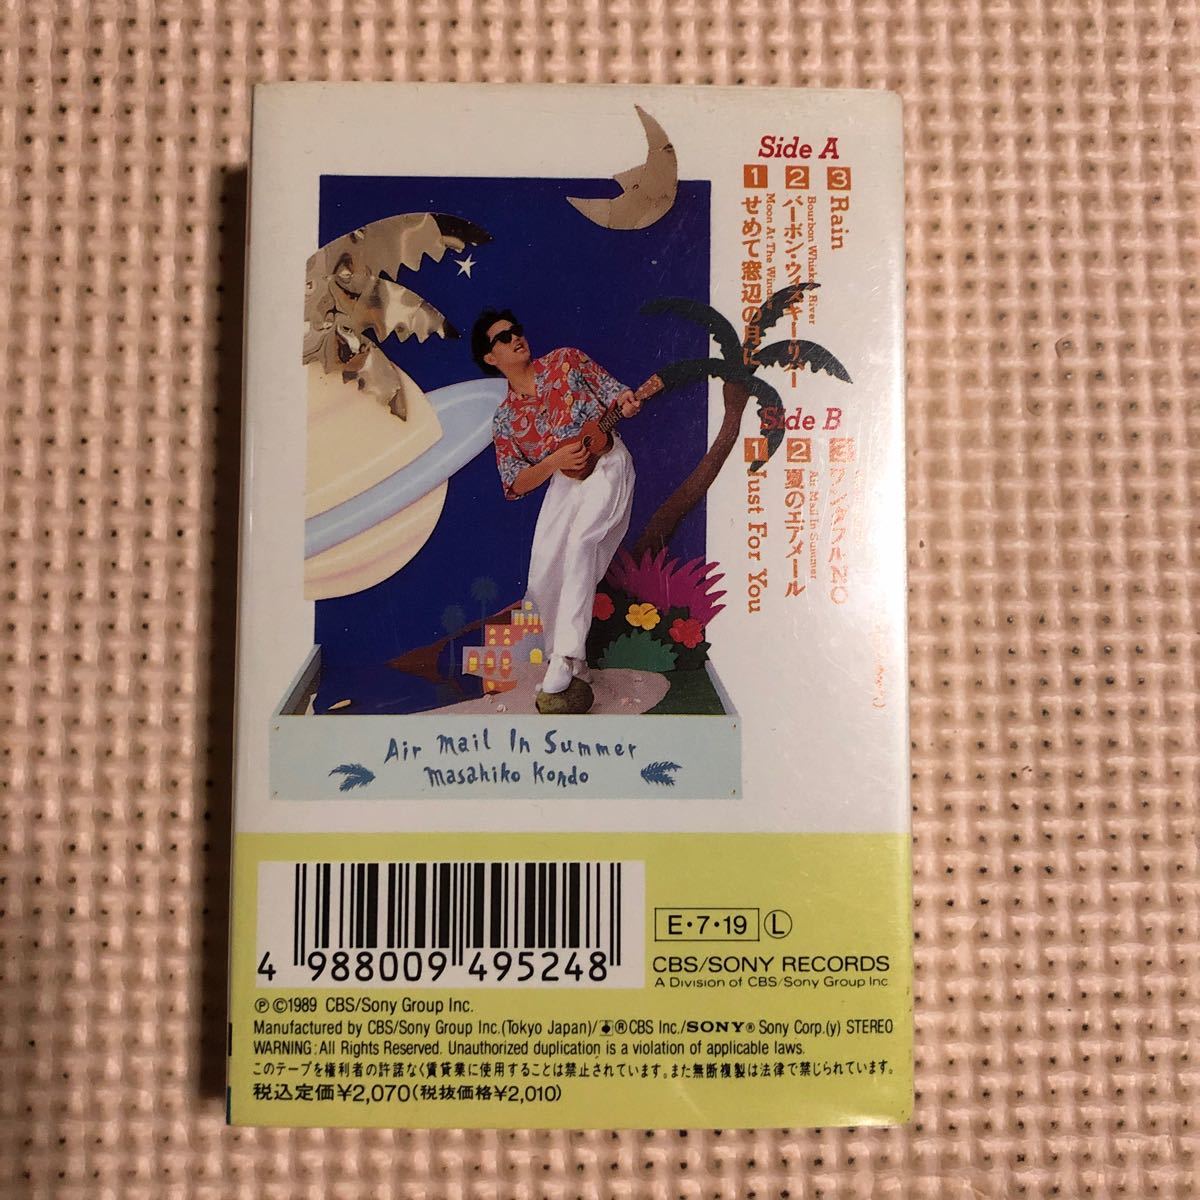 Side A
1 せめて窓辺の月に
Moon At The Window
2 バーボン・ウィスキー・リバー
Bourbon Whiskey River
3 Rain
Side B
1 Just For You
2 夏のエアメール
Air Mail In Summer
3
Air Mail In Summer
Masahiko Kondo
4 988009 495248
E・7・19 L
CBS/SONY RECORDS
A Division of CBS/Sony Group Inc.
Ⓟ©1989 CBS/Sony Group Inc.
Manufactured by CBS/Sony Group Inc.(Tokyo Japan)/®CBS Inc./SONY® Sony Corp.(y) STEREO
WARNING: All Rights Reserved. Unauthorized duplication is a violation of applicable laws.
このテープを権利者の許諾なく賃貸業に使用することは禁止されています。また無断複製は法律で禁じられています。
税込定価¥2,070(税抜価格¥2,010)